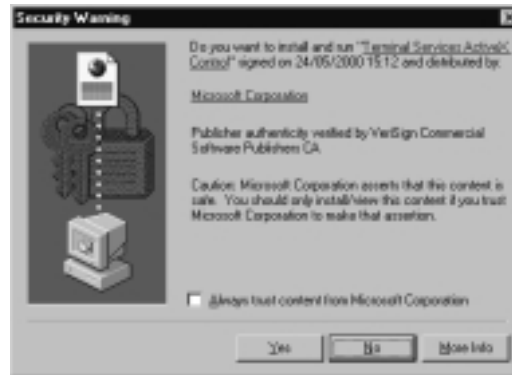 Security Warning
Do you want to install and run "Terminal Services ActiveX
Control" signed on 24/05/2000 15:12 and distributed by:
Microsoft Corporation
Publisher authenticity verified by VeriSign Commercial
Software Publishers CA
Caution: Microsoft Corporation asserts that this content is
safe. You should only install/view this content if you trust
Microsoft Corporation to make that assertion.
Always trust content from Microsoft Corporation
Yes
No
More Info